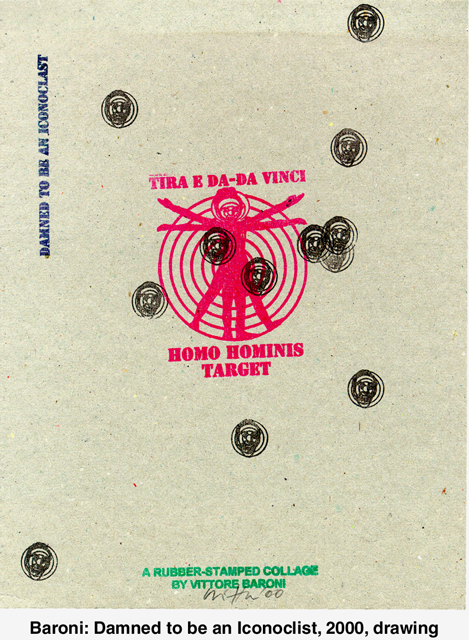 DAMNED TO BE AN ICONOCLAST
TIRA E DA-DA VINCI
HOMO HOMINIS
TARGET
A RUBBER-STAMPED COLLAGE
BY VITTORE BARONI
Baroni: Damned to be an Iconoclist, 2000, drawing